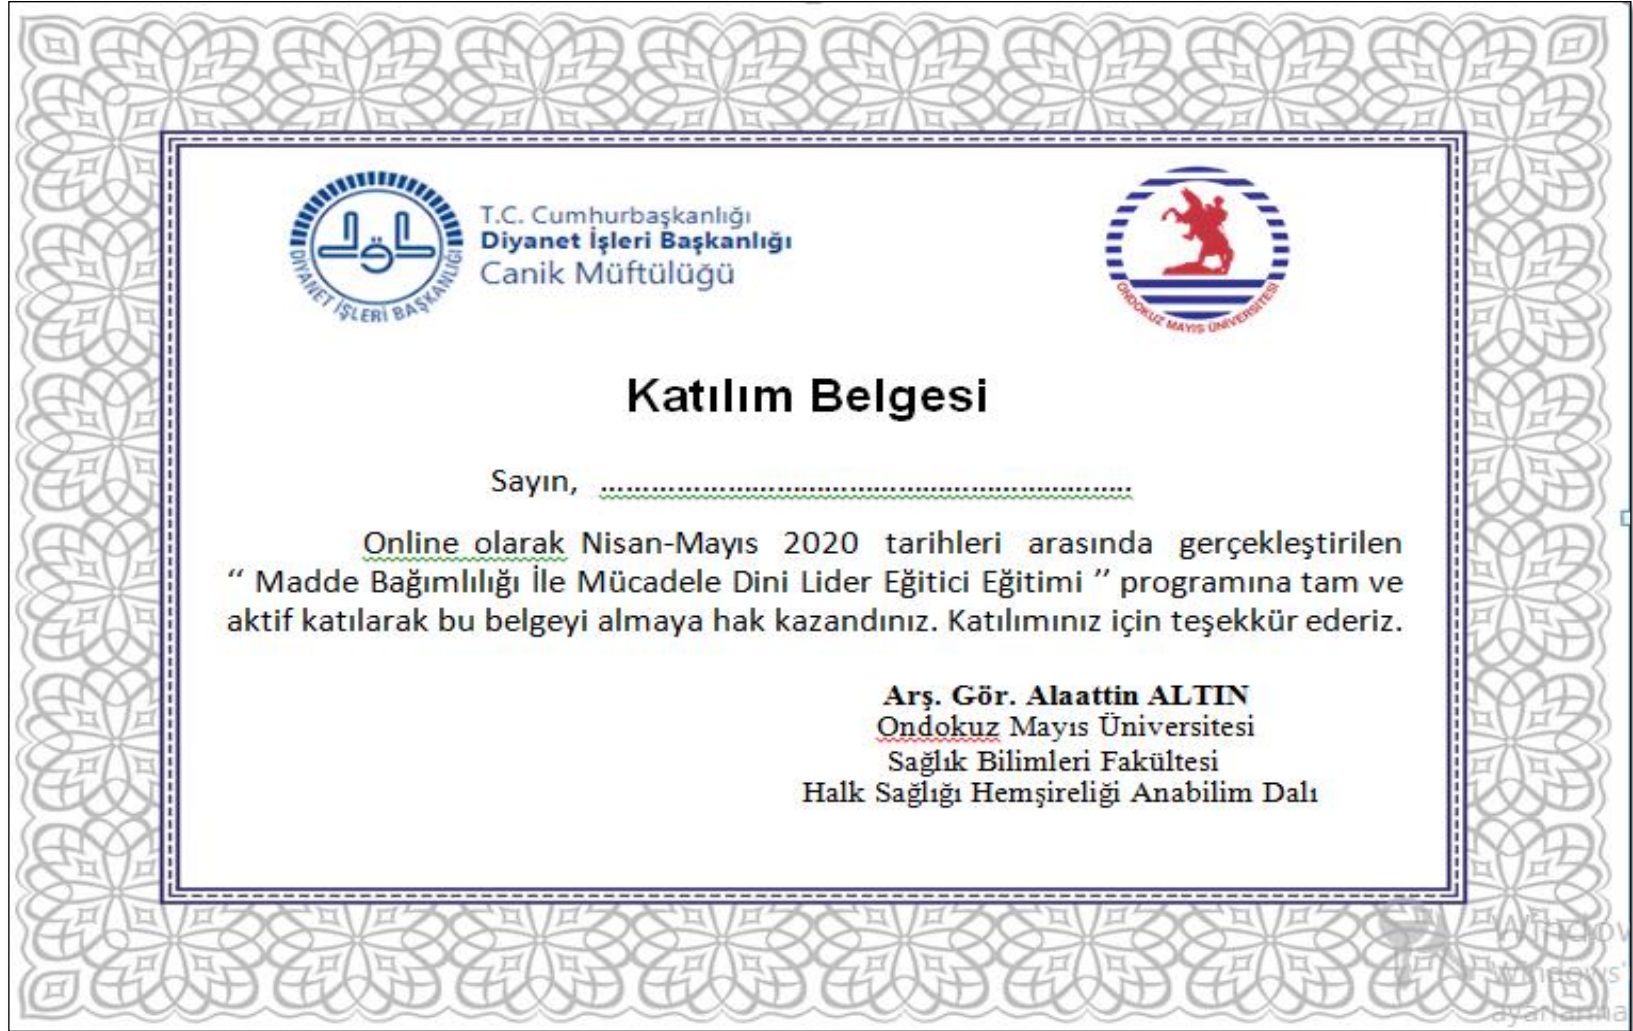 T.C. Cumhurbaşkanlığı
Diyanet İşleri Başkanlığı
Canik Müftülüğü
DİYANET İŞLERİ BAŞKANLIĞI
ONDOKUZ MAYIS ÜNİVERSİTESİ
Katılım Belgesi
Sayın, ................................................................
Online olarak Nisan-Mayıs 2020 tarihleri arasında gerçekleştirilen
“ Madde Bağımlılığı İle Mücadele Dini Lider Eğitici Eğitimi ” programına tam ve
aktif katılarak bu belgeyi almaya hak kazandınız. Katılımınız için teşekkür ederiz.
Arş. Gör. Alaattin ALTIN
Ondokuz Mayıs Üniversitesi
Sağlık Bilimleri Fakültesi
Halk Sağlığı Hemşireliği Anabilim Dalı
Windows'
ayarlarına